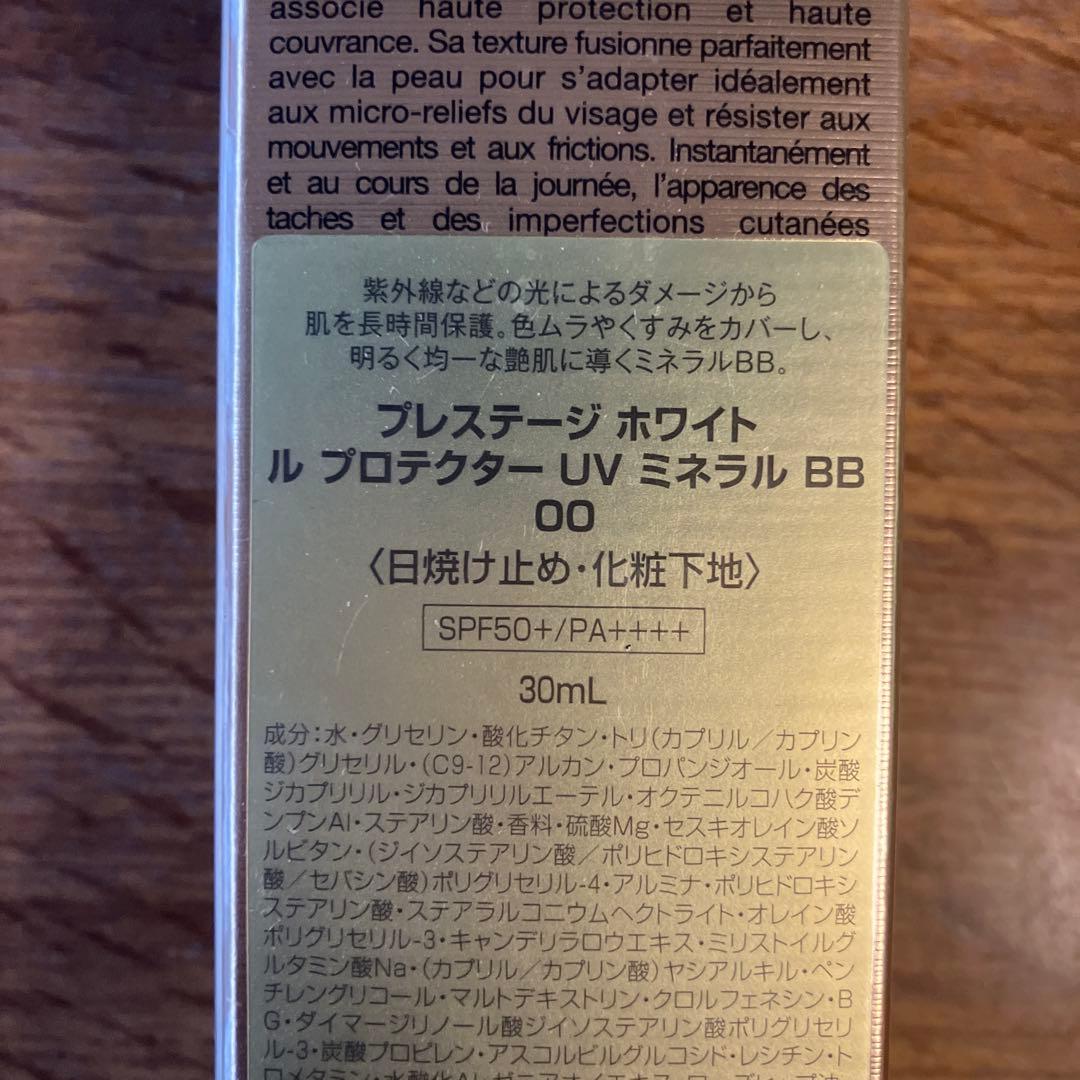 associe haute protection et haute
couvrance. Sa texture fusionne parfaitement
avec la peau pour s'adapter idéalement
aux micro-reliefs du visage et résister aux
mouvements et aux frictions. Instantanément
et au cours de la journée, l'apparence des
taches et des imperfections cutanées
紫外線などの光によるダメージから
肌を長時間保護。色ムラやくすみをカバーし、
明るく均一な艶肌に導くミネラルBB。
プレステージ ホワイト
ル プロテクター UV ミネラル BB
00
〈日焼け止め・化粧下地〉
SPF50+/PA++++
30mL
成分：水・グリセリン・酸化チタン・トリ(カプリル／カプリン
酸)グリセリル・(C9-12)アルカン・プロパンジオール・炭酸
ジカプリリル・ジカプリリルエーテル・オクテニルコハク酸デ
ンプンAl・ステアリン酸・香料・硫酸Mg・セスキオレイン酸ソ
ルビタン・(ジイソステアリン酸／ポリヒドロキシステアリン
酸／セバシン酸)ポリグリセリル-4・アルミナ・ポリヒドロキシ
ステアリン酸・ステアラルコニウムヘクトライト・オレイン酸
ポリグリセリル-3・キャンデリラロウエキス・ミリストイルグ
ルタミン酸Na・(カプリル／カプリン酸)ヤシアルキル・ペン
チレングリコール・マルトデキストリン・クロルフェネシン・B
G・ダイマージリノール酸ジイソステアリン酸ポリグリセリ
ル-3・炭酸プロピレン・アスコルビルグルコシド・レシチン・ト
ロメタミン・水酸化Al・